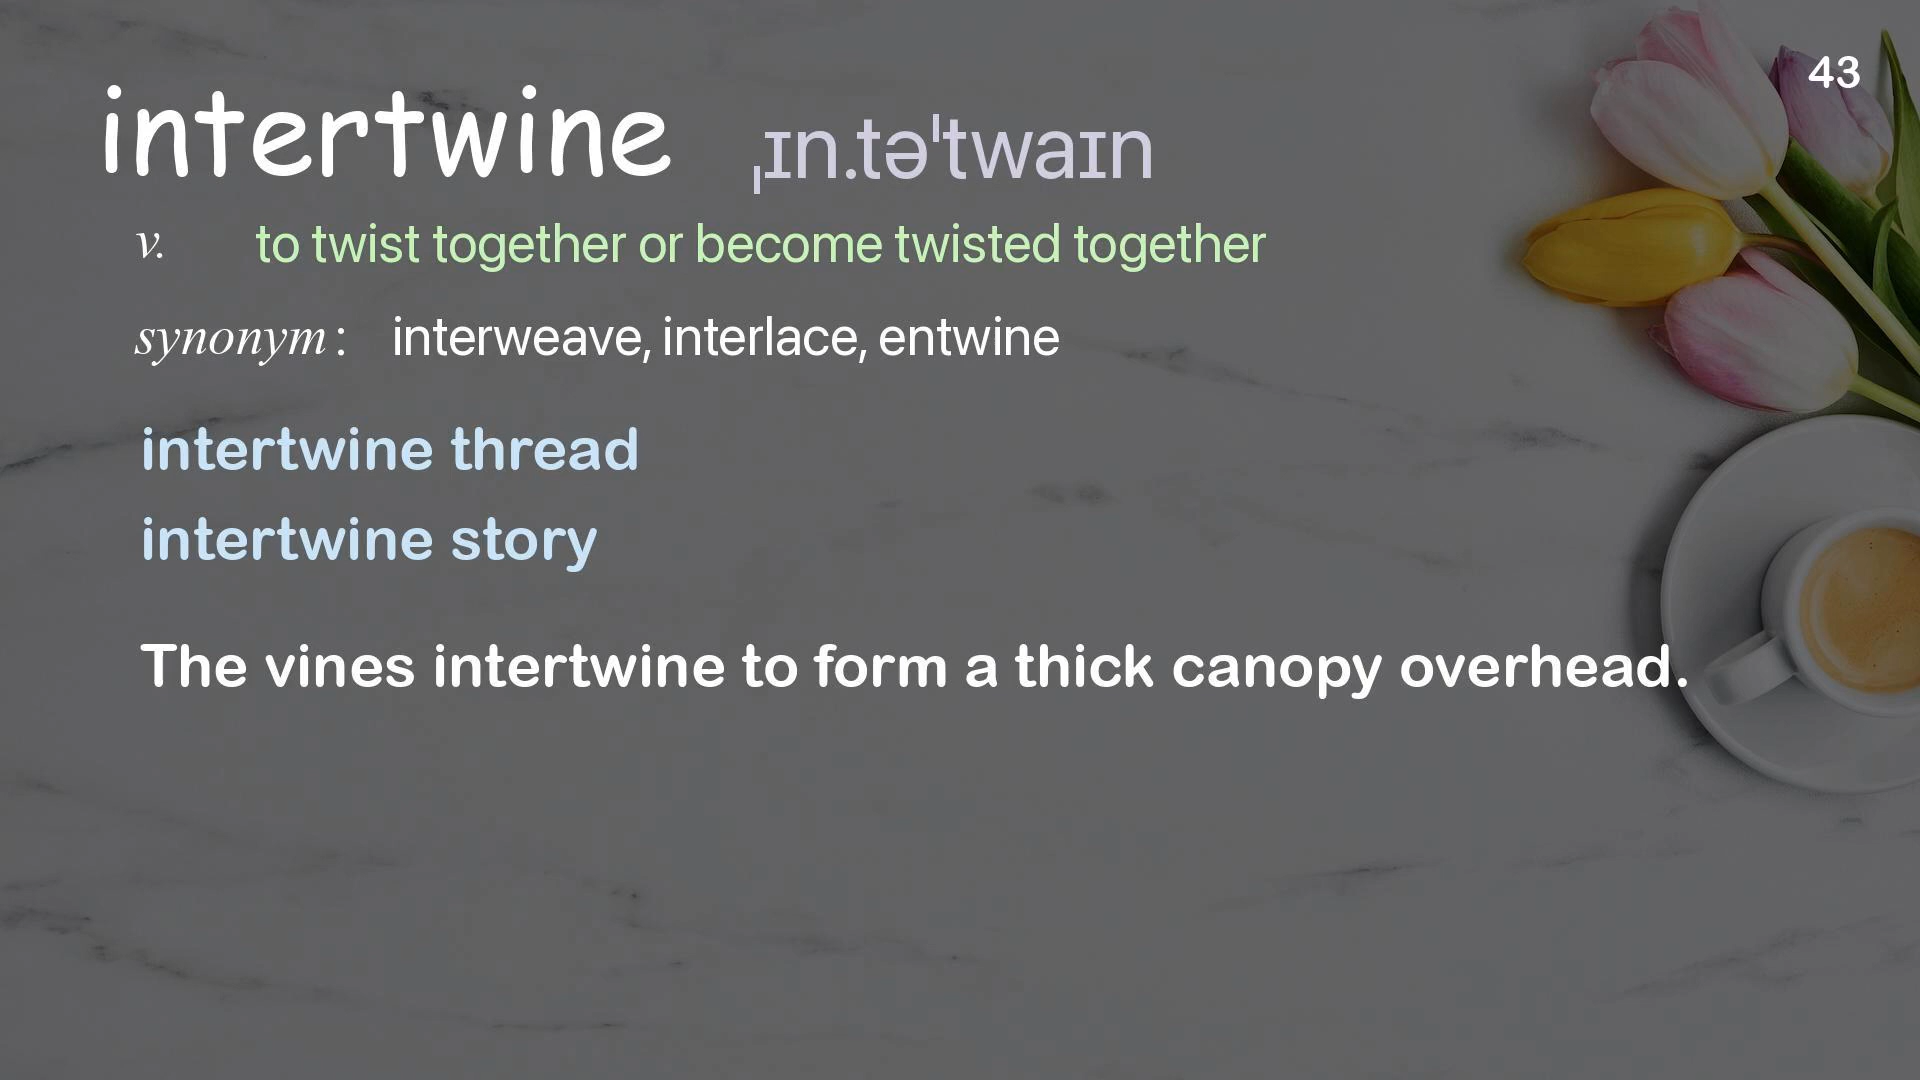 43
intertwine ˌɪn.təˈtwaɪn
v. to twist together or become twisted together
synonym : interweave, interlace, entwine
intertwine thread
intertwine story
The vines intertwine to form a thick canopy overhead.